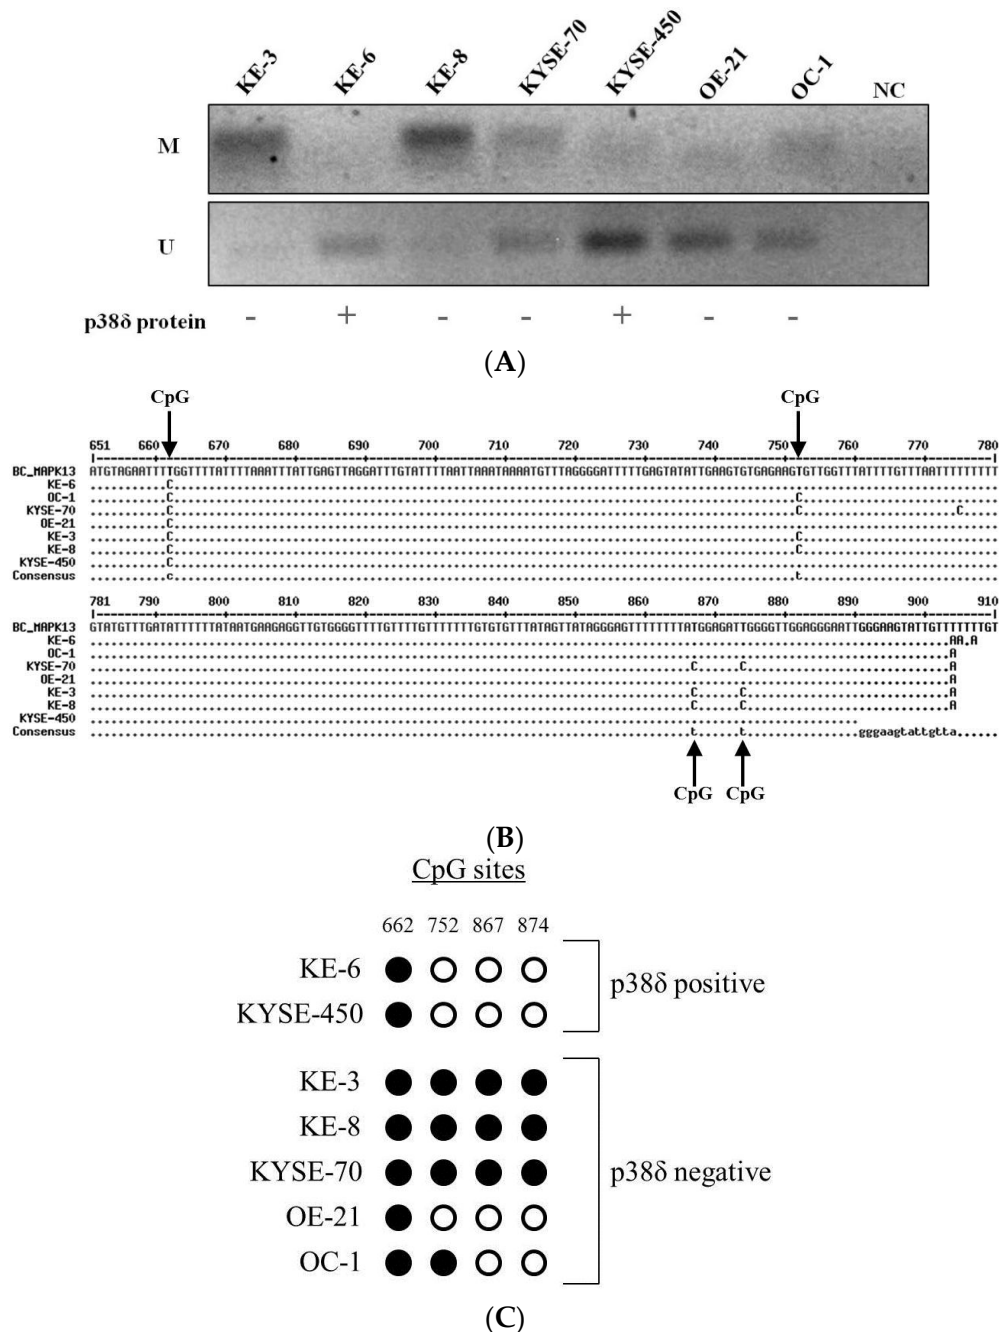 KE-3 KE-6 KE-8 KYSE-70 KYSE-450 OE-21 OC-1 NC
M
U
p38δ protein - + - - + - -
(A)
CpG CpG
651 660 670 680 690 700 710 720 730 740 750 760 770 780
BC_MAPK13 ATGTAGAATTTTGGTTTTATTTTAAATTTATTGAGTTAGGATTTGTATTTTAATTAAATAAAATGTTTAGGGGATTTTTGAGTATATTGAAGTGTGAGAAGTGTTGGTTTATTTTGTTTAATTTTTTTTT
KE-6 C
OC-1 C C
KYSE-70 C C C
OE-21 C
KE-3 C C
KE-8 C C
KYSE-450 C
Consensus c t
781 790 800 810 820 830 840 850 860 870 880 890 900 910
BC_MAPK13 GTATGTTTGATATTTTTTATAATGAAGAGGTTGTGGGGTTTTGTTTTGTTTTTTTGTGTGTTTATAGTTATAGGGAGTTTTTTTTATGGAGATTGGGGTTGGAGGGAATTGGGAAGTATTGTTTTTTTGT
KE-6 AA.A
OC-1 A
KYSE-70 C C A
OE-21 A
KE-3 C C A
KE-8 C C A
KYSE-450
Consensus t t gggaagtattgtta
CpG CpG
(B)
CpG sites
662 752 867 874
KE-6
p38δ positive
KYSE-450
KE-3
KE-8
KYSE-70
p38δ negative
OE-21
OC-1
(C)